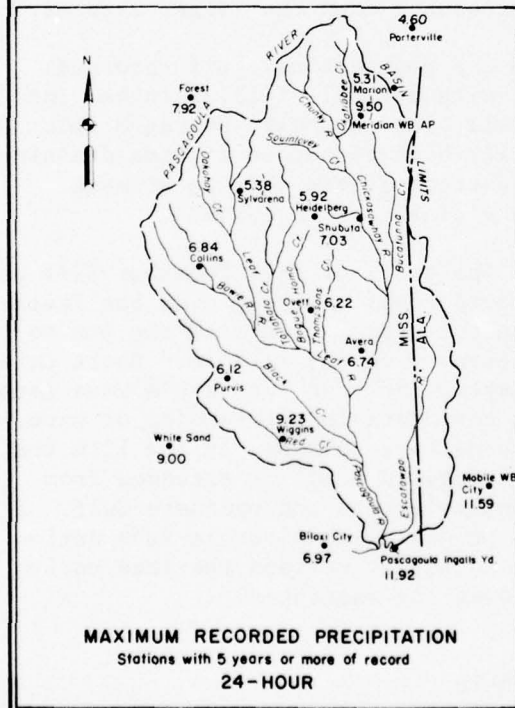 4.60
Porterville
RIVER
BASIN
LIMITS
N
PASCAGOULA
Forest
7.92
5.31
Marion
9.50
Meridian WB AP
Okatibbee Cr.
Chunky R.
Souinlovey Cr.
Chickasawhay R.
Bucatunna Cr.
Oakohay Cr.
5.38
Sylvarena
5.92
Heidelberg
Shubuta
7.03
6.84
Collins
Leaf R.
Bowie R.
Tallahala Cr.
Bogue Homo
Thompsons Cr.
Ovett
6.22
Avera
6.74
Leaf R.
MISS.
ALA.
6.12
Purvis
Black Cr.
9.23
Wiggins
Red Cr.
White Sand
9.00
Pascagoula R.
Escatawpa R.
Mobile WB
City
11.59
Biloxi City
6.97
Pascagoula Ingalls Yd.
11.92
MAXIMUM RECORDED PRECIPITATION
Stations with 5 years or more of record
24-HOUR